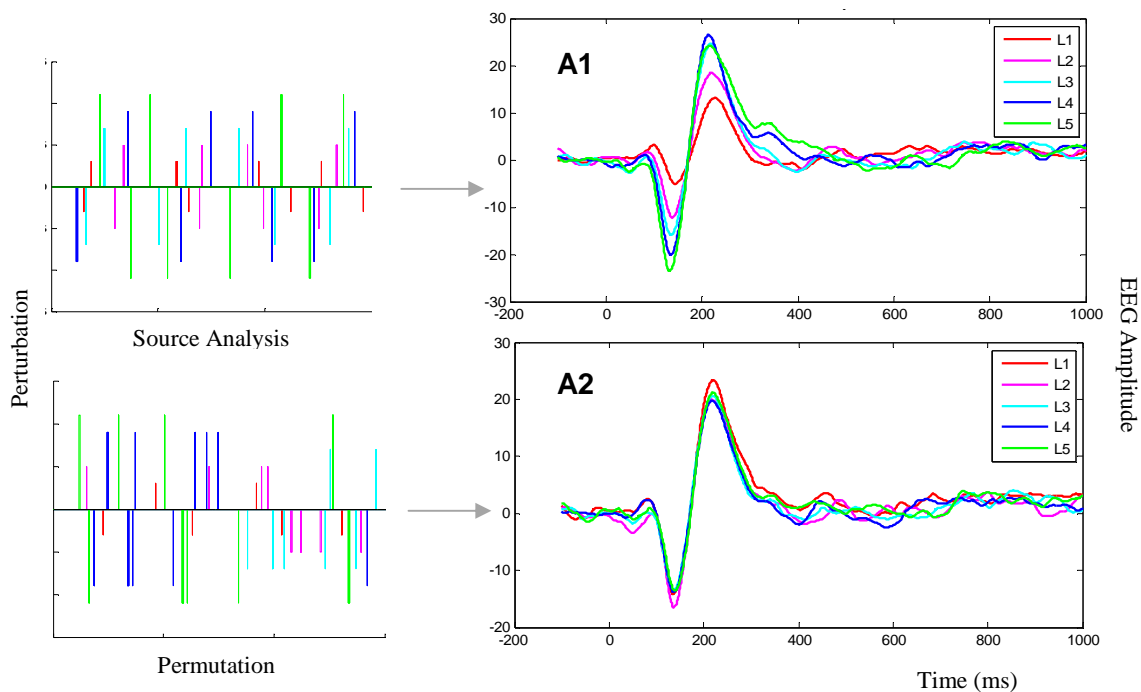 A1
30
20
10
0
-10
-20
-30
-200 0 200 400 600 800 1000
L1
L2
L3
L4
L5
Source Analysis
Perturbation
EEG Amplitude
A2
30
20
10
0
-10
-20
-200 0 200 400 600 800 1000
L1
L2
L3
L4
L5
Permutation
Time (ms)